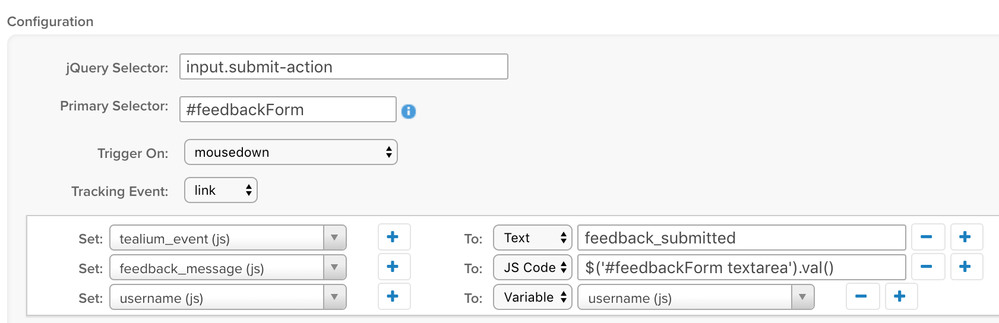 Configuration
jQuery Selector: input.submit-action
Primary Selector: #feedbackForm
Trigger On: mousedown
Tracking Event: link
Set: tealium_event (js) To: Text feedback_submitted
Set: feedback_message (js) To: JS Code $('#feedbackForm textarea').val()
Set: username (js) To: Variable username (js)